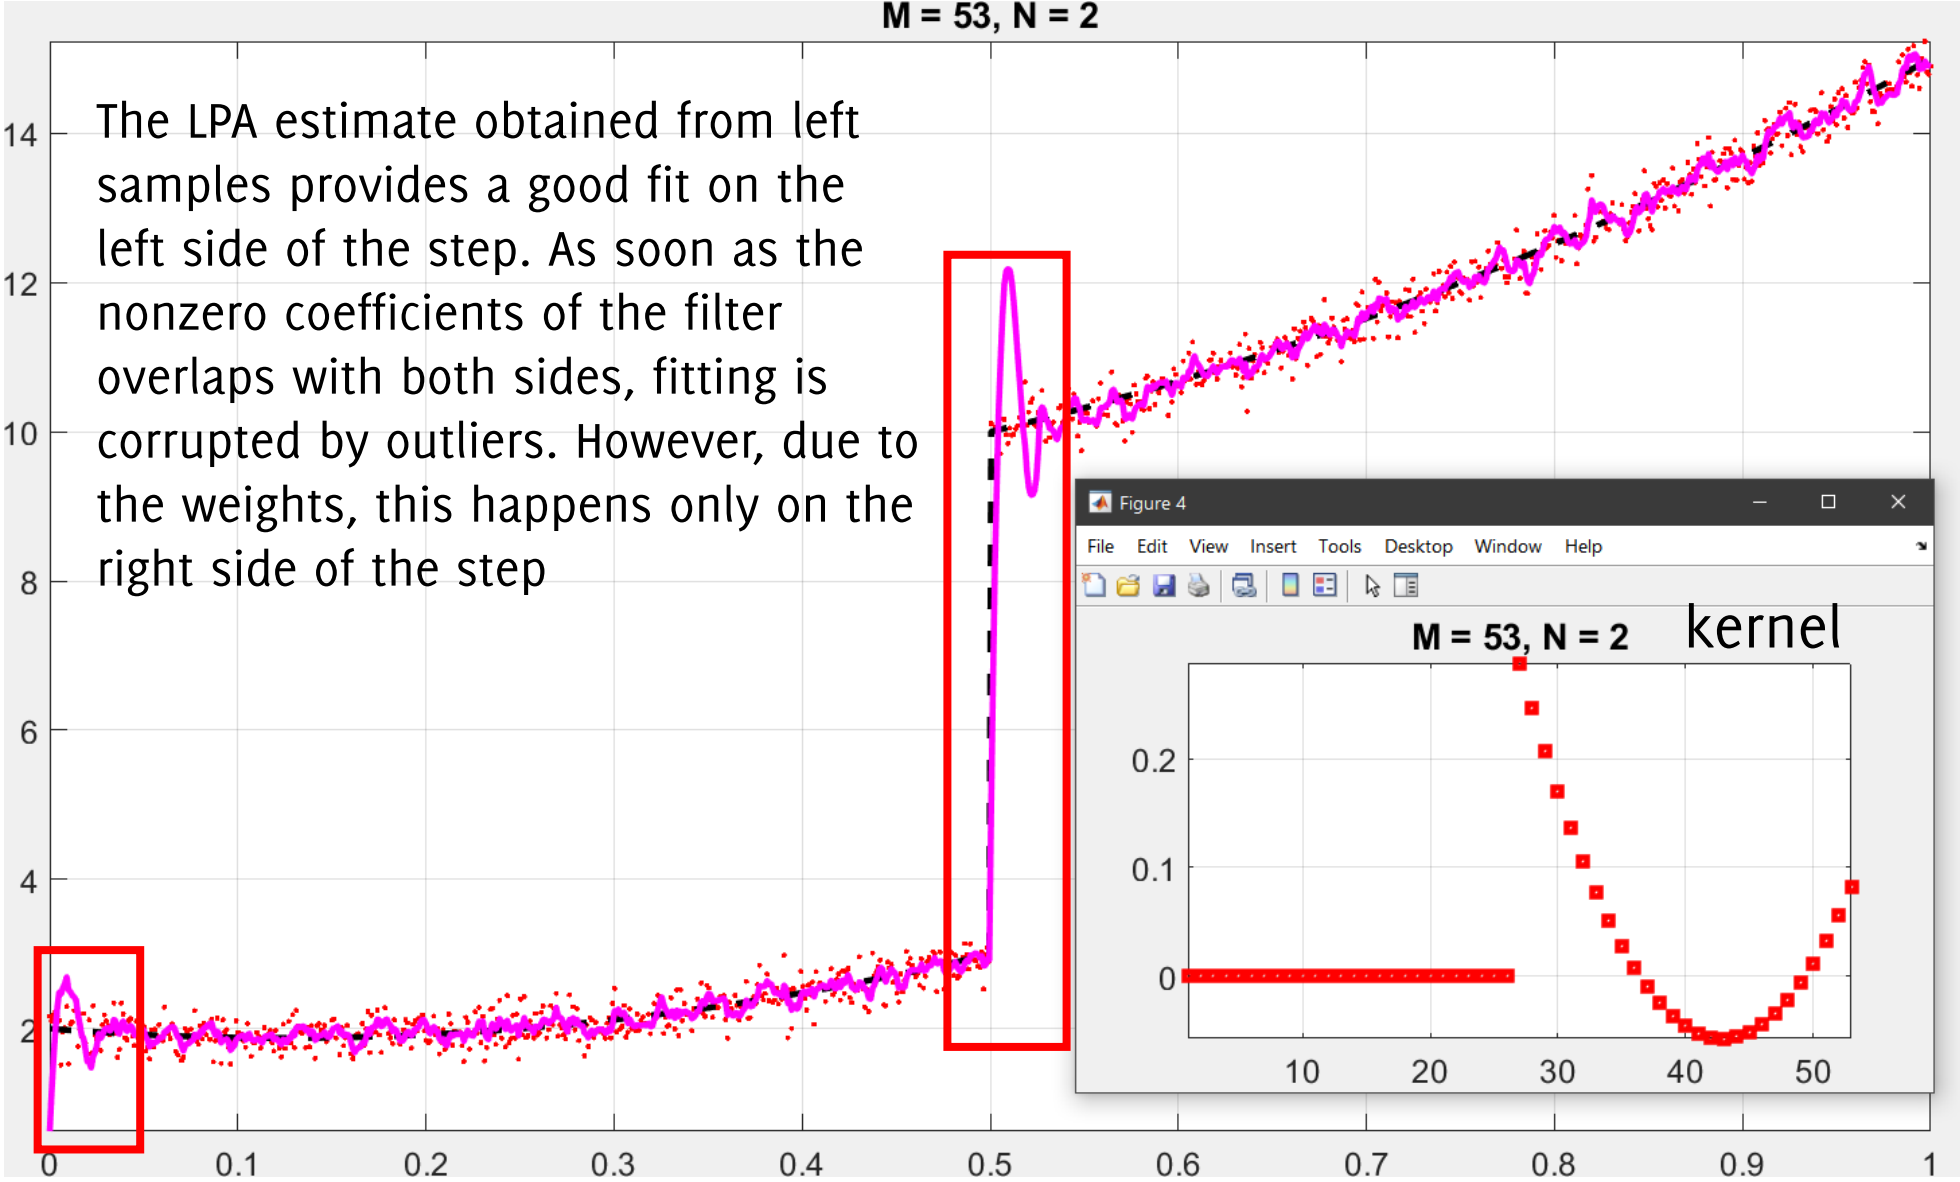 M = 53, N = 2
The LPA estimate obtained from left
samples provides a good fit on the
left side of the step. As soon as the
nonzero coefficients of the filter
overlaps with both sides, fitting is
corrupted by outliers. However, due to
the weights, this happens only on the
right side of the step
14
12
10
8
6
4
2
0 0.1 0.2 0.3 0.4 0.5 0.6 0.7 0.8 0.9 1
Figure 4
File Edit View Insert Tools Desktop Window Help
M = 53, N = 2 kernel
0.2
0.1
0
10 20 30 40 50